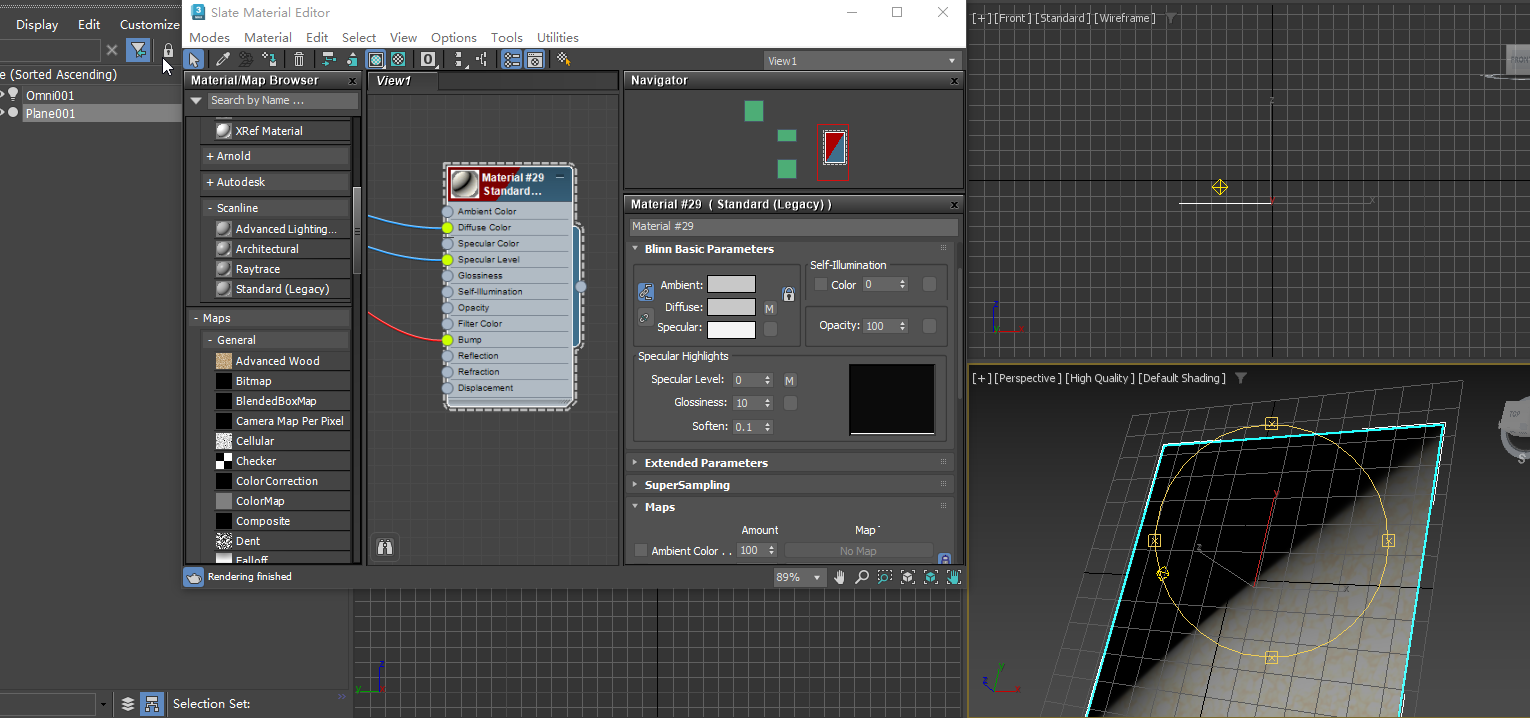 Display Edit Customize
e (Sorted Ascending)
Omni001
Plane001
3
MAX
Slate Material Editor
Modes Material Edit Select View Options Tools Utilities
0
View1
Material/Map Browser
Search by Name ...
XRef Material
+ Arnold
+ Autodesk
- Scanline
Advanced Lighting...
Architectural
Raytrace
Standard (Legacy)
- Maps
- General
Advanced Wood
Bitmap
BlendedBoxMap
Camera Map Per Pixel
Cellular
Checker
ColorCorrection
ColorMap
Composite
Dent
Falloff
Rendering finished
View1
Material #29
Standard...
Ambient Color
Diffuse Color
Specular Color
Specular Level
Glossiness
Self-Illumination
Opacity
Filter Color
Bump
Reflection
Refraction
Displacement
Navigator
Material #29 ( Standard (Legacy) )
Material #29
Blinn Basic Parameters
Ambient:
Diffuse: M
Specular:
Self-Illumination
Color 0
Opacity: 100
Specular Highlights
Specular Level: 0 M
Glossiness: 10
Soften: 0.1
Extended Parameters
SuperSampling
Maps
Amount Map
Ambient Color . . 100 No Map
89%
Selection Set:
z
y
x
[+] [Front ] [Standard ] [Wireframe ]
FRONT
z
x
z
y
x
[+] [Perspective ] [High Quality ] [Default Shading ]
TOP
S
y
z
x
y
z
x